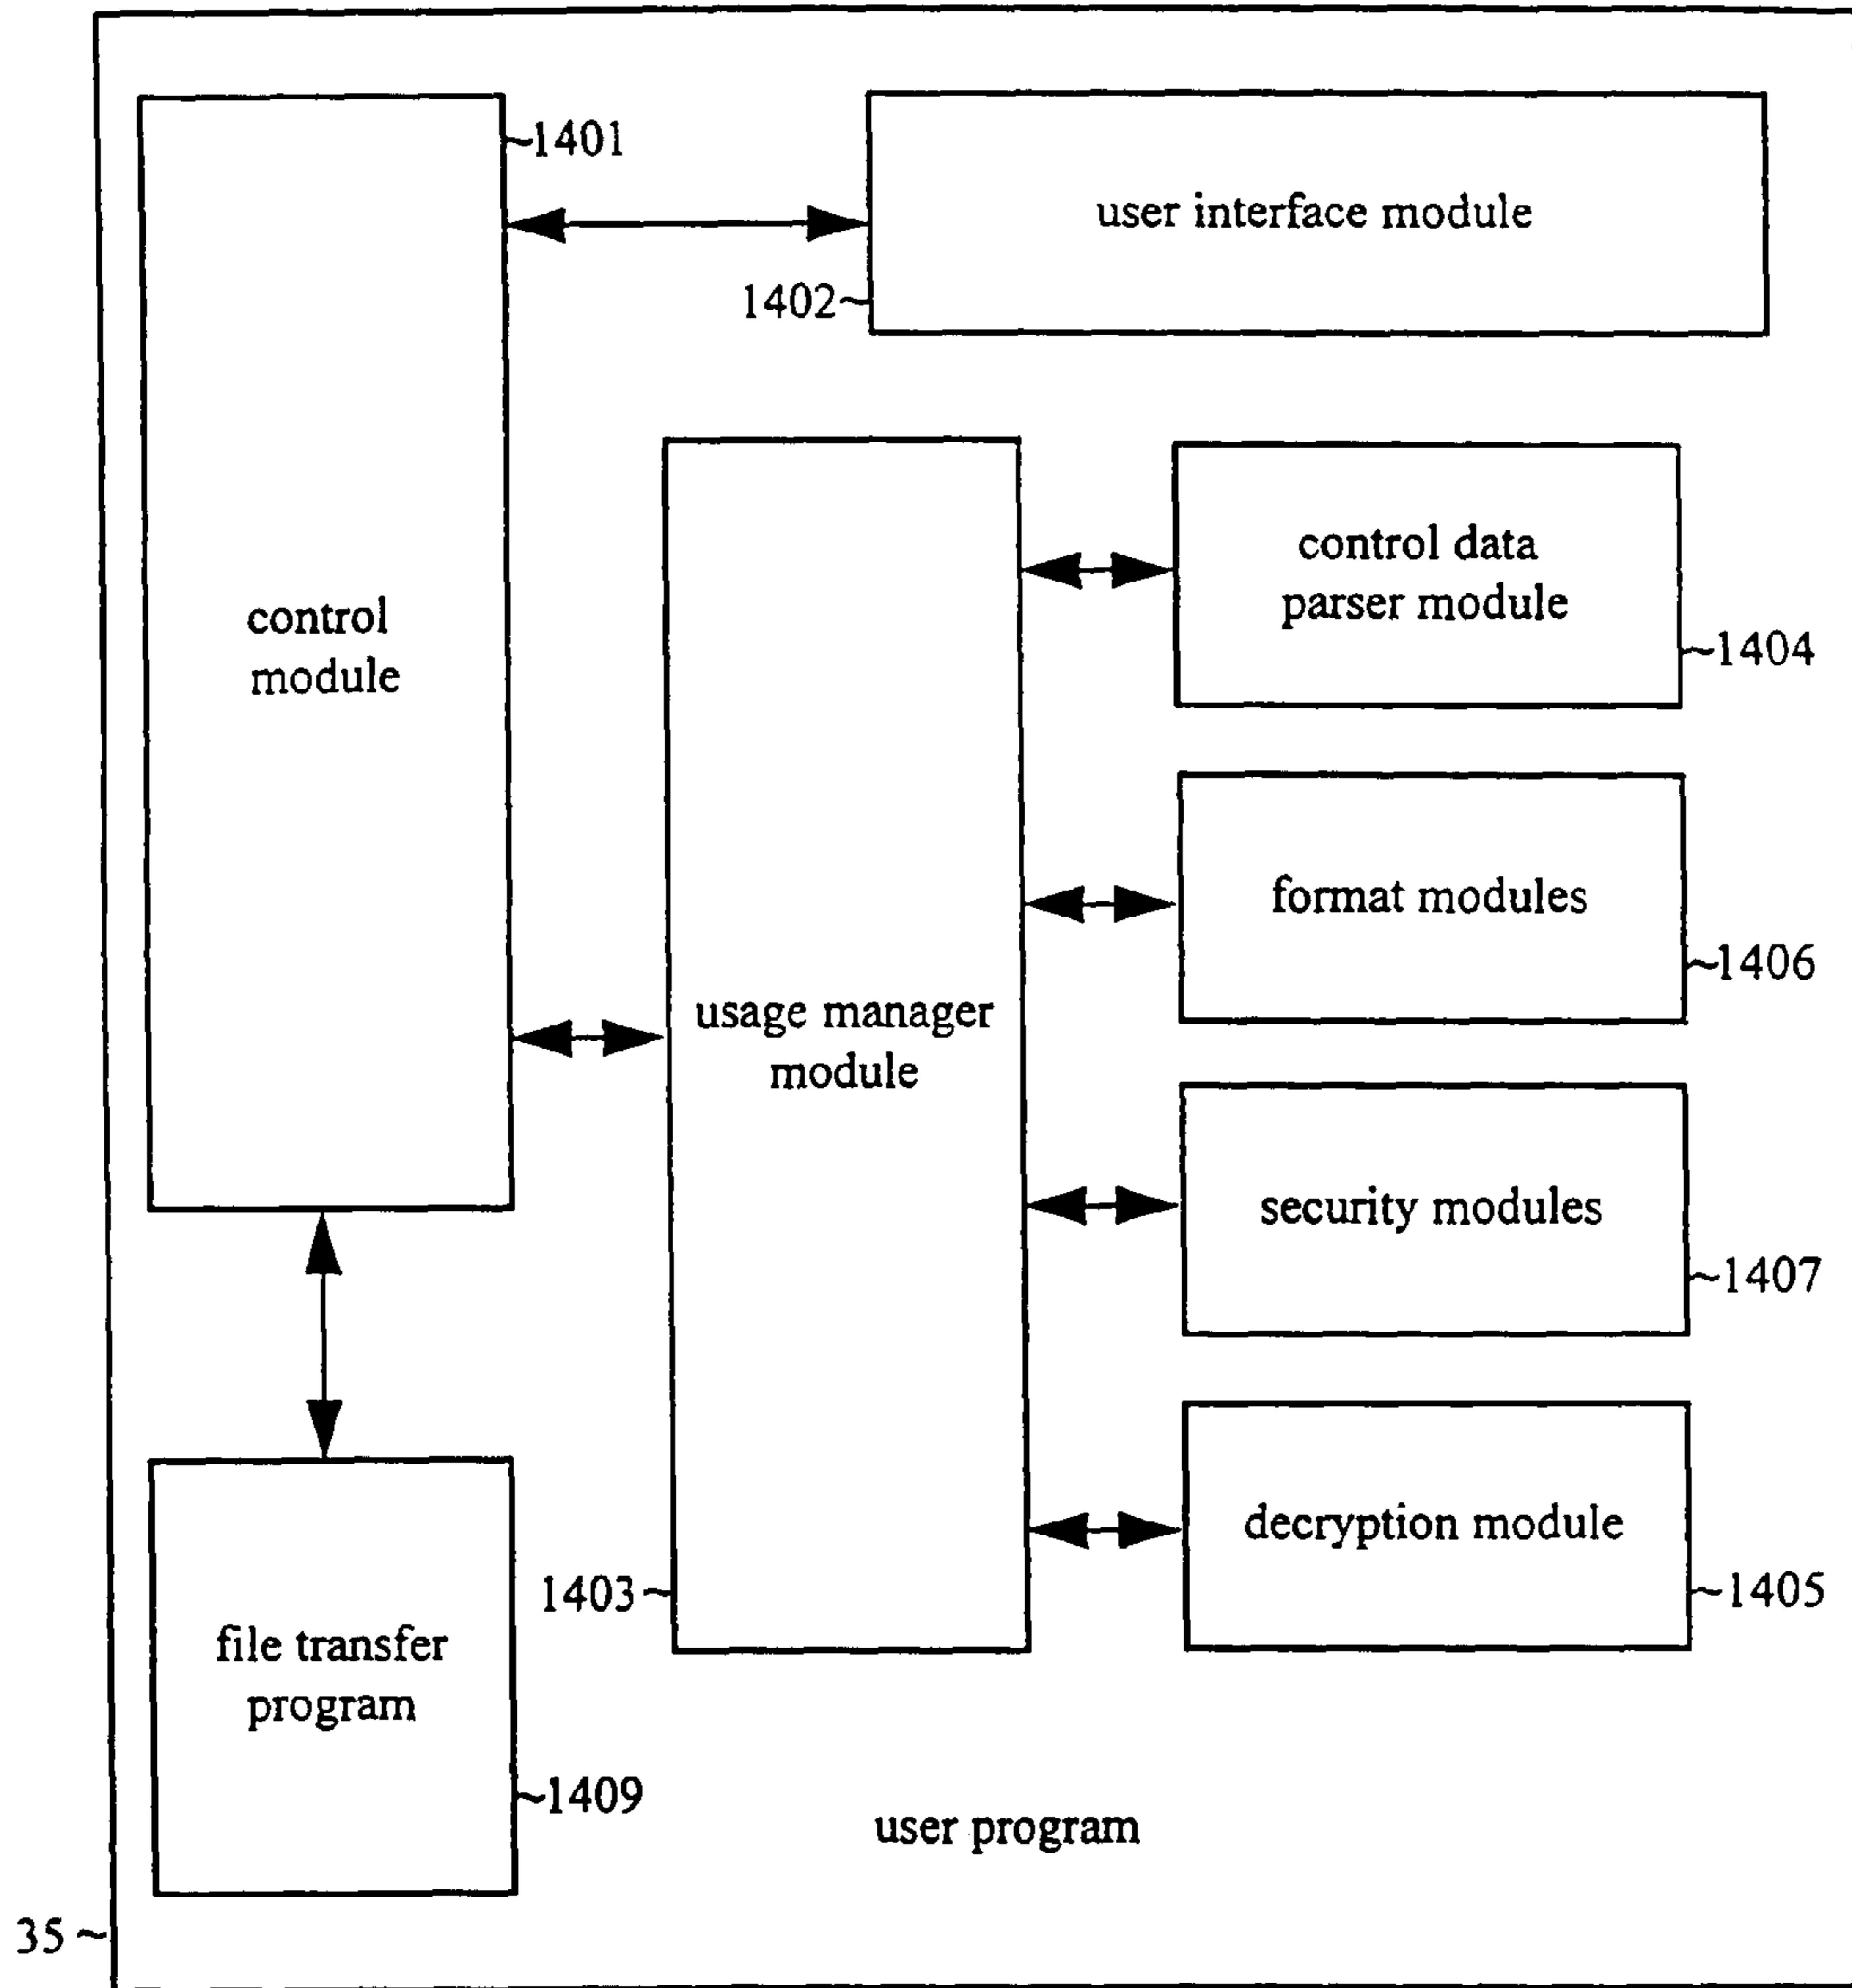 1401
user interface module
1402
control
module
control data
parser module
1404
format modules
1406
usage manager
module
security modules
1407
decryption module
1405
1403
file transfer
program
1409
user program
35